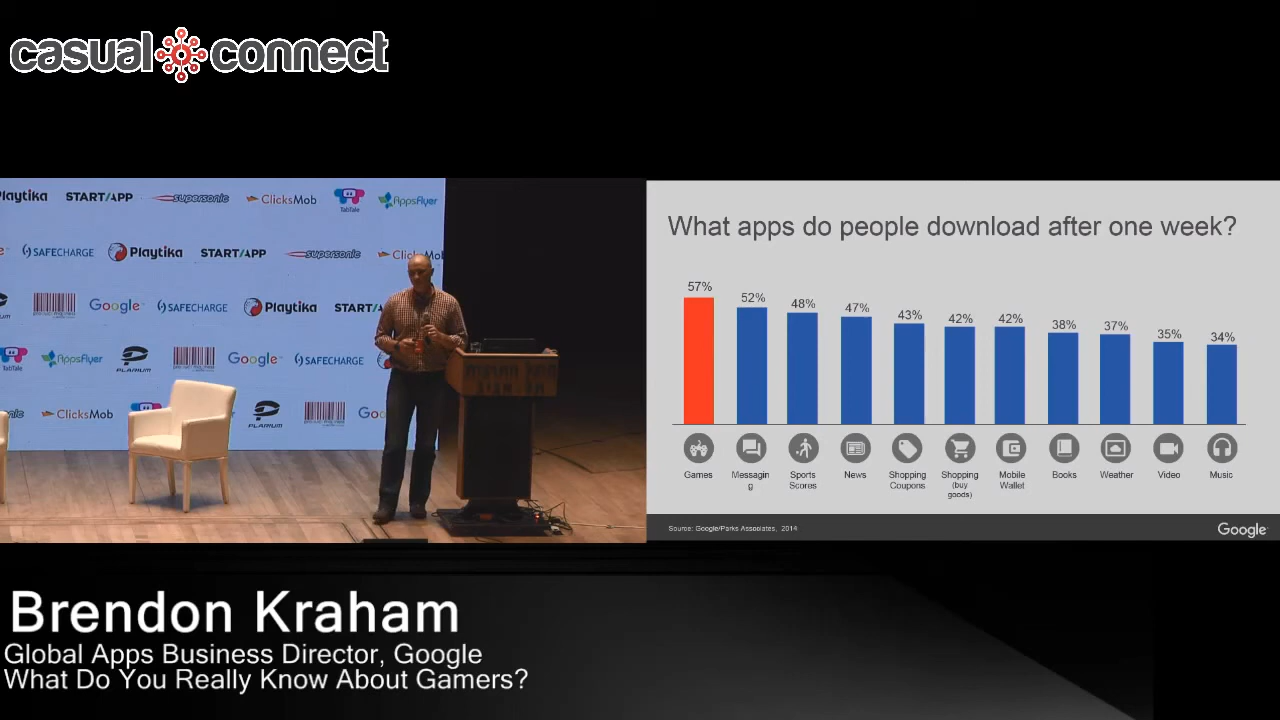 casual connect
Playtika START/APP supersonic ClicksMob TabTale AppsFlyer
SAFECHARGE Playtika START/APP supersonic ClicksMob
Google SAFECHARGE Playtika
TabTale AppsFlyer PLARIUM Google SAFECHARGE
ClicksMob PLARIUM
What apps do people download after one week?
57%
52%
48%
47%
43%
42%
42%
38%
37%
35%
34%
Games
Messagin
g
Sports
Scores
News
Shopping
Coupons
Shopping
(buy
goods)
Mobile
Wallet
Books
Weather
Video
Music
Source: Google/Parks Associates, 2014
Google
Brendon Kraham
Global Apps Business Director, Google
What Do You Really Know About Gamers?